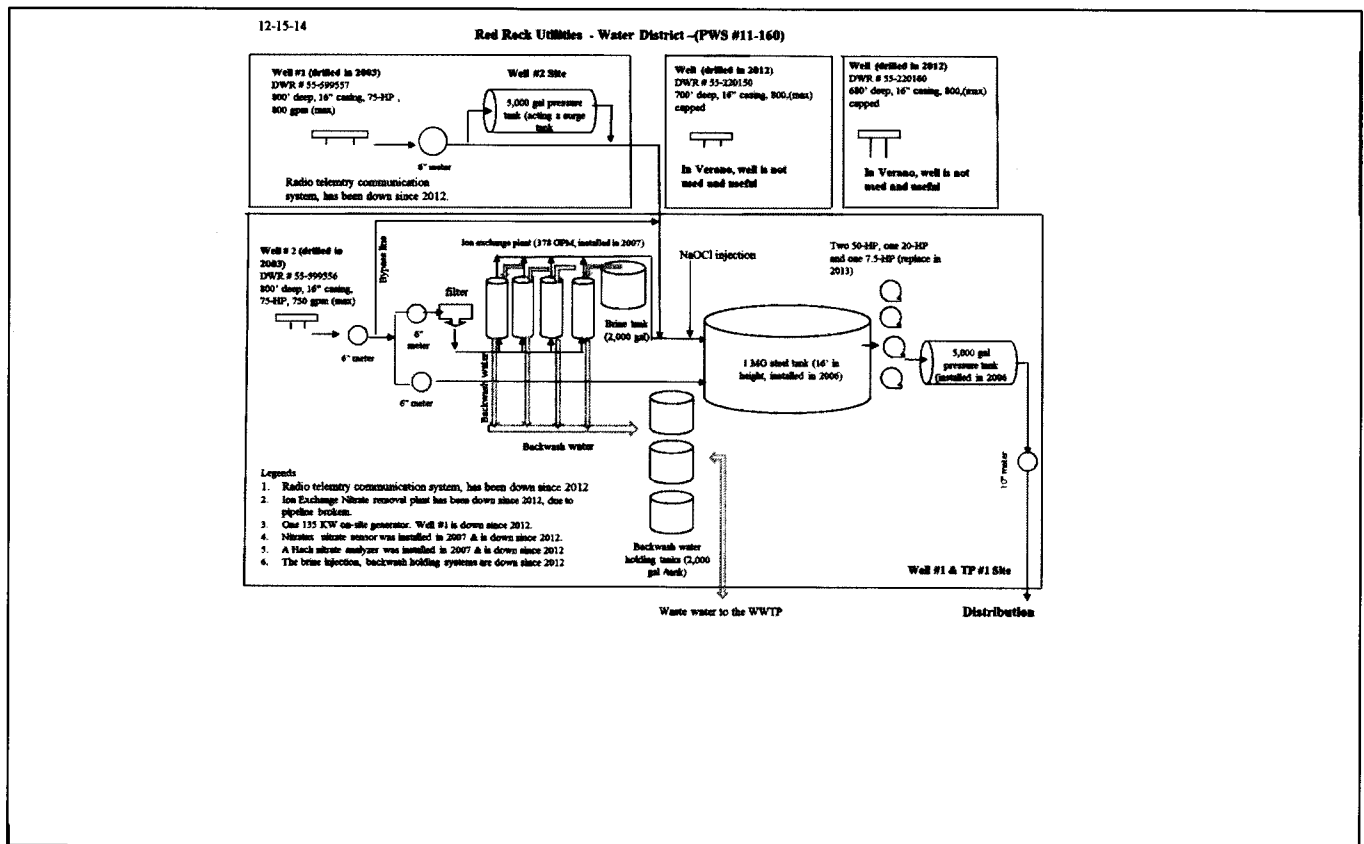 12-15-14
Red Rock Utilities - Water District –(PWS #11-160)
Well #1 (drilled in 2003)
DWR # 55-599557
800' deep, 16" casing, 75-HP ,
800 gpm (max)
Well #2 Site
5,000 gal pressure
tank (acting a surge
tank
6" meter
Radio telemtry communication
system, has been down since 2012.
Well (drilled in 2012)
DWR # 55-220150
700' deep, 16" casing, 800,(max)
capped
In Verano, well is not
used and useful
Well (drilled in 2012)
DWR # 55-220160
680' deep, 16" casing, 800,(max)
capped
In Verano, well is not
used and useful
Well # 2 (drilled in
2003)
DWR # 55-599556
800' deep, 16" casing,
75-HP, 750 gpm (max)
6" meter
Bypass line
Ion exchange plant (378 GPM, installed in 2007)
filter
6"
meter
6" meter
Backwash water
Backwash water
Brine tank
(2,000 gal)
NaOCl injection
1 MG steel tank (16' in
height, installed in 2006)
Two 50-HP, one 20-HP
and one 7.5-HP (replace in
2013)
5,000 gal
pressure tank
(installed in 2006
10" meter
Backwash water
holding tanks (2,000
gal /tank)
Legends
1. Radio telemtry communication system, has been down since 2012
2. Ion Exchange Nitrate removal plant has been down since 2012, due to
pipeline broken.
3. One 135 KW on-site generator. Well #1 is down since 2012.
4. Nitratax nitrate sensor was installed in 2007 & is down since 2012.
5. A Hach nitrate analyzer was installed in 2007 & is down since 2012
6. The brine injection, backwash holding systems are down since 2012
Well #1 & TP #1 Site
Waste water to the WWTP
Distribution